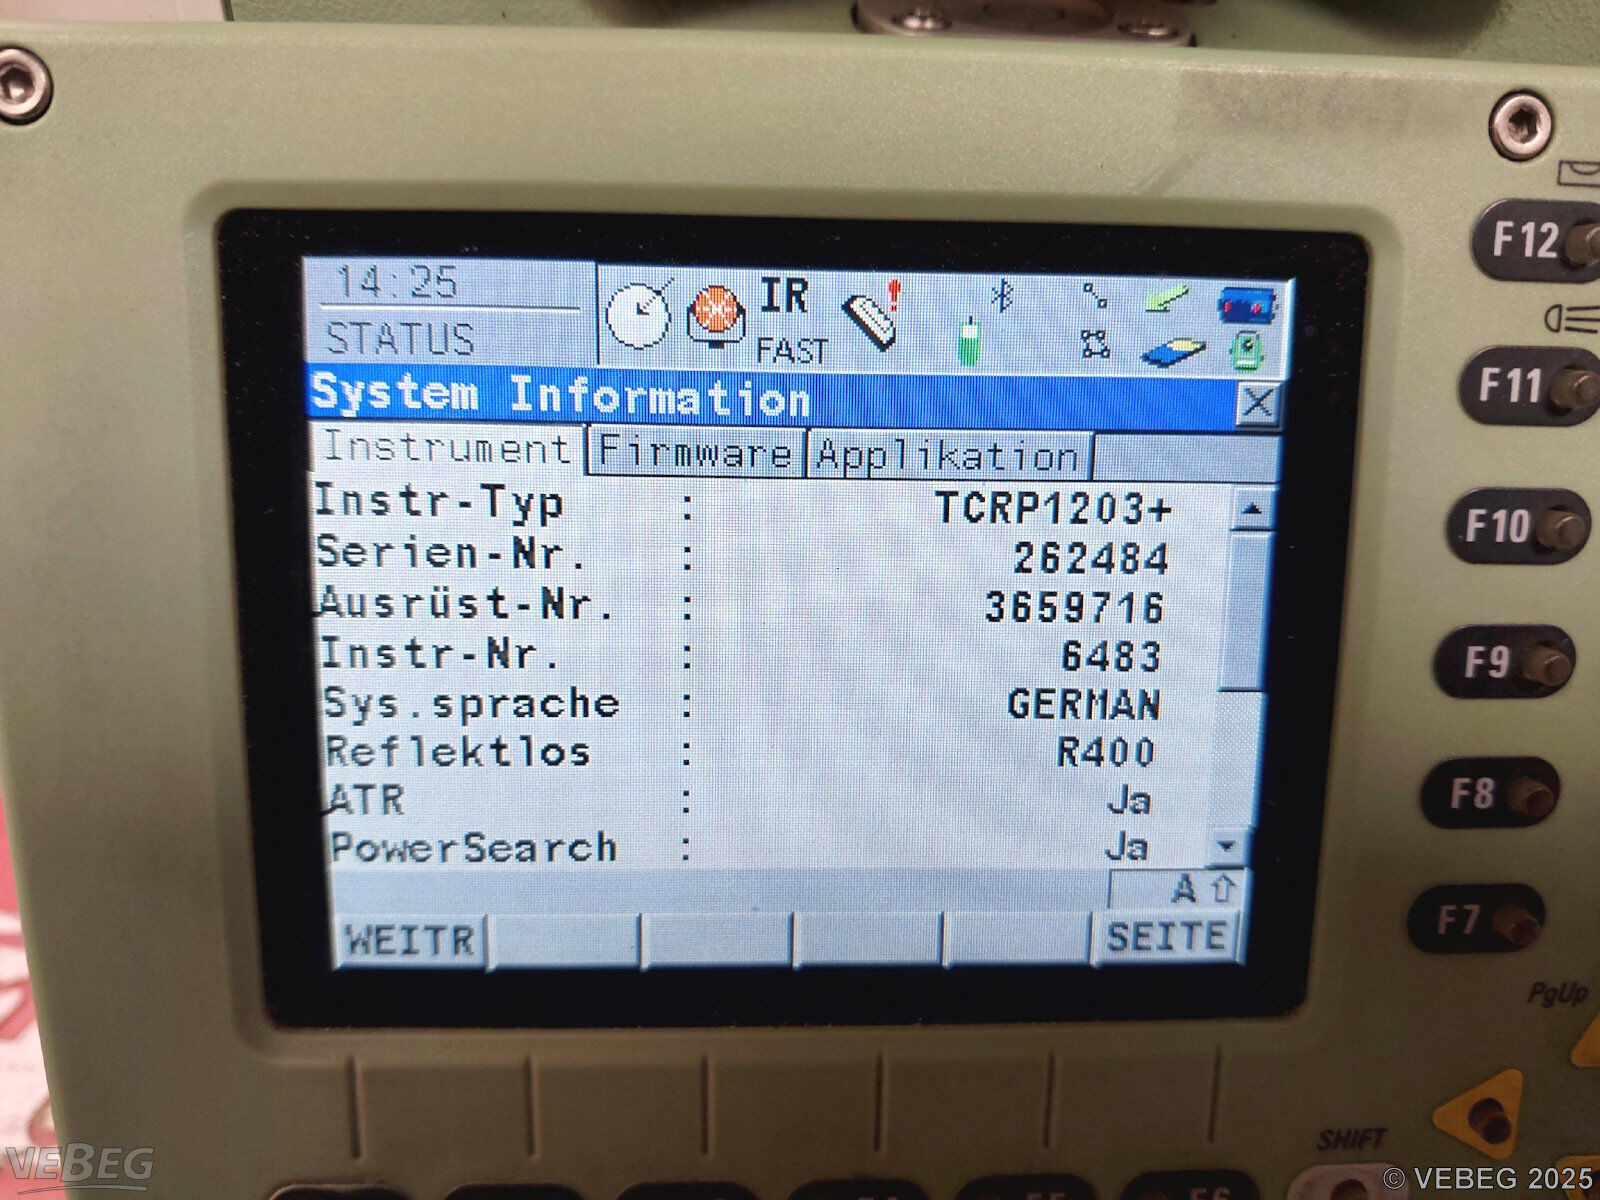 14:25
STATUS
IR
FAST
System Information
Instrument Firmware Applikation
Instr-Typ : TCRP1203+
Serien-Nr. : 262484
Ausrüst-Nr. : 3659716
Instr-Nr. : 6483
Sys.sprache : GERMAN
Reflektlos : R400
ATR : Ja
PowerSearch : Ja
A
WEITR SEITE
F12
F11
F10
F9
F8
F7
PgUp
SHIFT
VEBEG
© VEBEG 2025